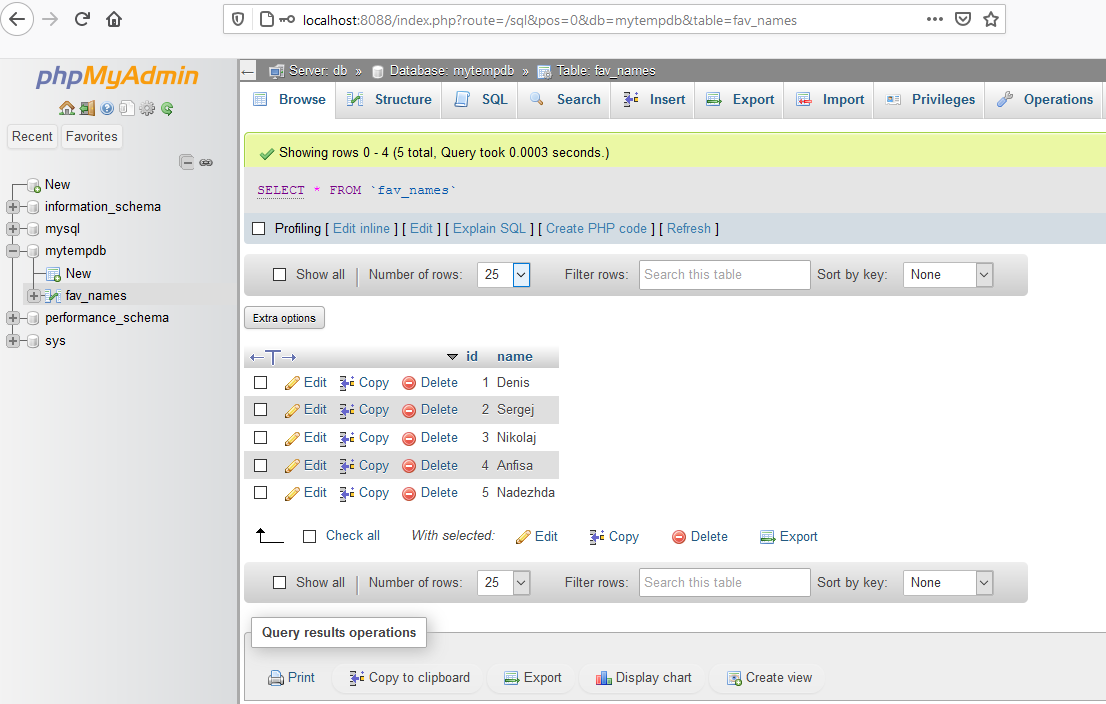 localhost:8088/index.php?route=/sql&pos=0&db=mytempdb&table=fav_names
phpMyAdmin
Recent Favorites
New
information_schema
mysql
mytempdb
New
fav_names
performance_schema
sys
Server: db » Database: mytempdb » Table: fav_names
Browse Structure SQL Search Insert Export Import Privileges Operations
Showing rows 0 - 4 (5 total, Query took 0.0003 seconds.)
SELECT * FROM `fav_names`
Profiling [ Edit inline ] [ Edit ] [ Explain SQL ] [ Create PHP code ] [ Refresh ]
Show all | Number of rows: 25 Filter rows: Search this table Sort by key: None
Extra options
←T→ id name
Edit Copy Delete 1 Denis
Edit Copy Delete 2 Sergej
Edit Copy Delete 3 Nikolaj
Edit Copy Delete 4 Anfisa
Edit Copy Delete 5 Nadezhda
Check all With selected: Edit Copy Delete Export
Show all | Number of rows: 25 Filter rows: Search this table Sort by key: None
Query results operations
Print Copy to clipboard Export Display chart Create view